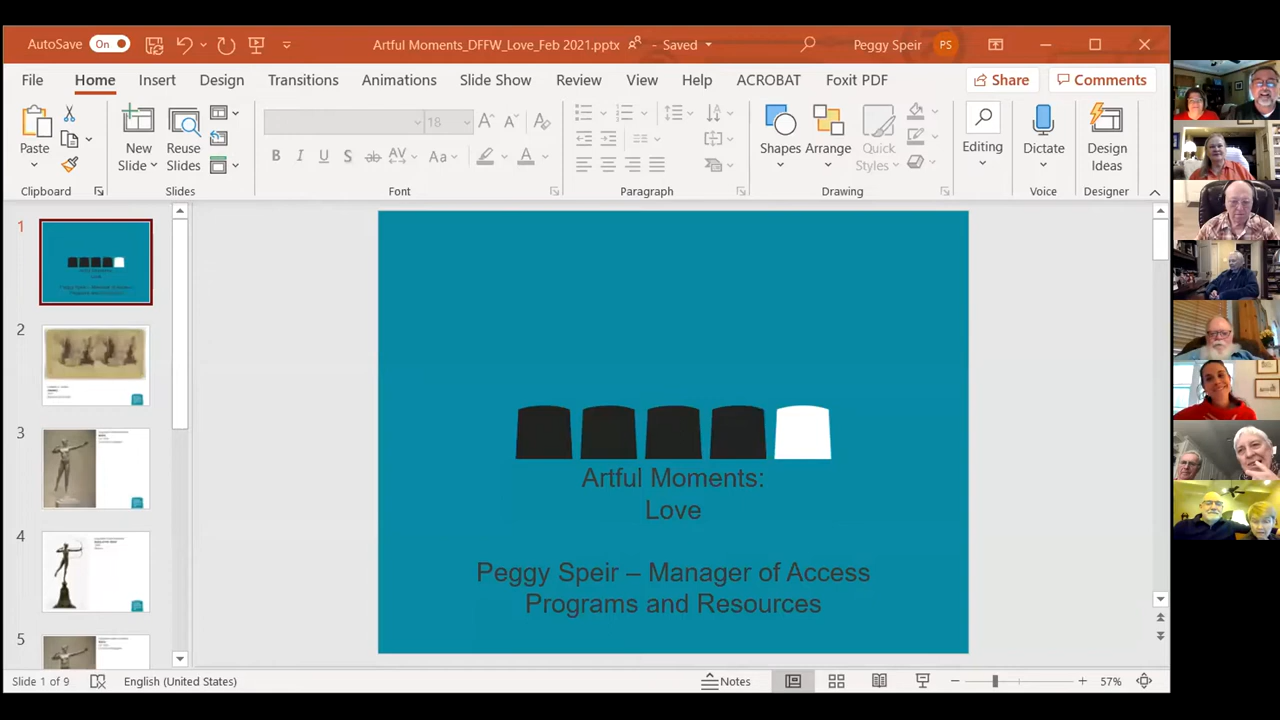 AutoSave On Artful Moments_DFFW_Love_Feb 2021.pptx - Saved Peggy Speir PS
File Home Insert Design Transitions Animations Slide Show Review View Help ACROBAT Foxit PDF Share Comments
18
Paste New Slide Reuse Slides B I U S ab AV Aa A Shapes Arrange Quick Styles Editing Dictate Design Ideas
Clipboard Slides Font Paragraph Drawing Voice Designer
1
2
3
4
5
Artful Moments:
Love
Peggy Speir – Manager of Access
Programs and Resources
Slide 1 of 9 English (United States) Notes 57%